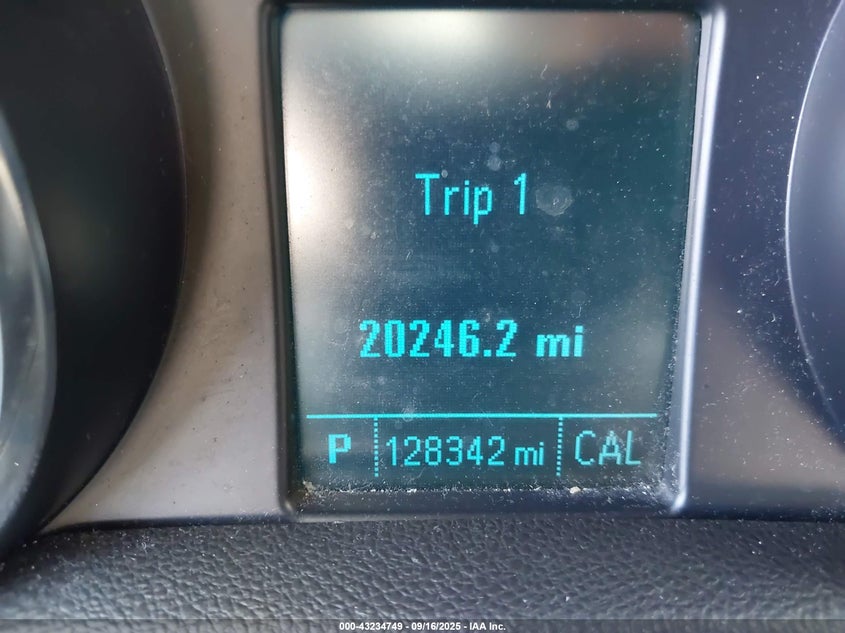 Trip 1
20246.2 mi
P 128342 mi CAL
000-43234749 - 09/16/2025 - IAA Inc.